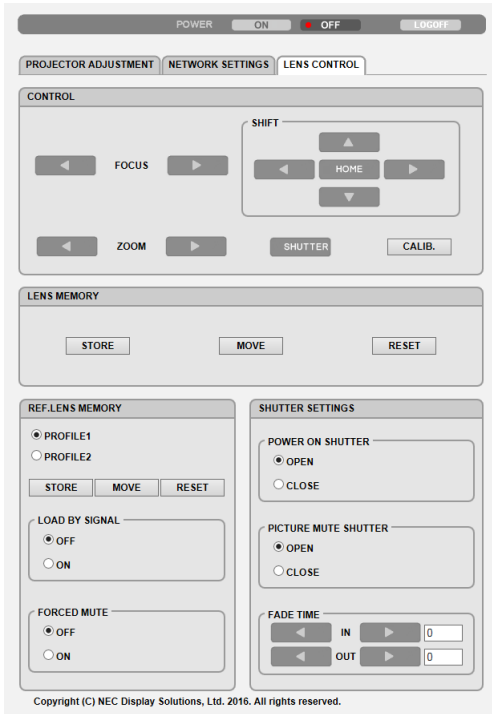 POWER ON OFF LOGOFF
PROJECTOR ADJUSTMENT NETWORK SETTINGS LENS CONTROL
CONTROL
SHIFT
FOCUS
HOME
ZOOM
SHUTTER
CALIB.
LENS MEMORY
STORE MOVE RESET
REF.LENS MEMORY
PROFILE1
PROFILE2
STORE MOVE RESET
LOAD BY SIGNAL
OFF
ON
FORCED MUTE
OFF
ON
SHUTTER SETTINGS
POWER ON SHUTTER
OPEN
CLOSE
PICTURE MUTE SHUTTER
OPEN
CLOSE
FADE TIME
IN 0
OUT 0
Copyright (C) NEC Display Solutions, Ltd. 2016. All rights reserved.